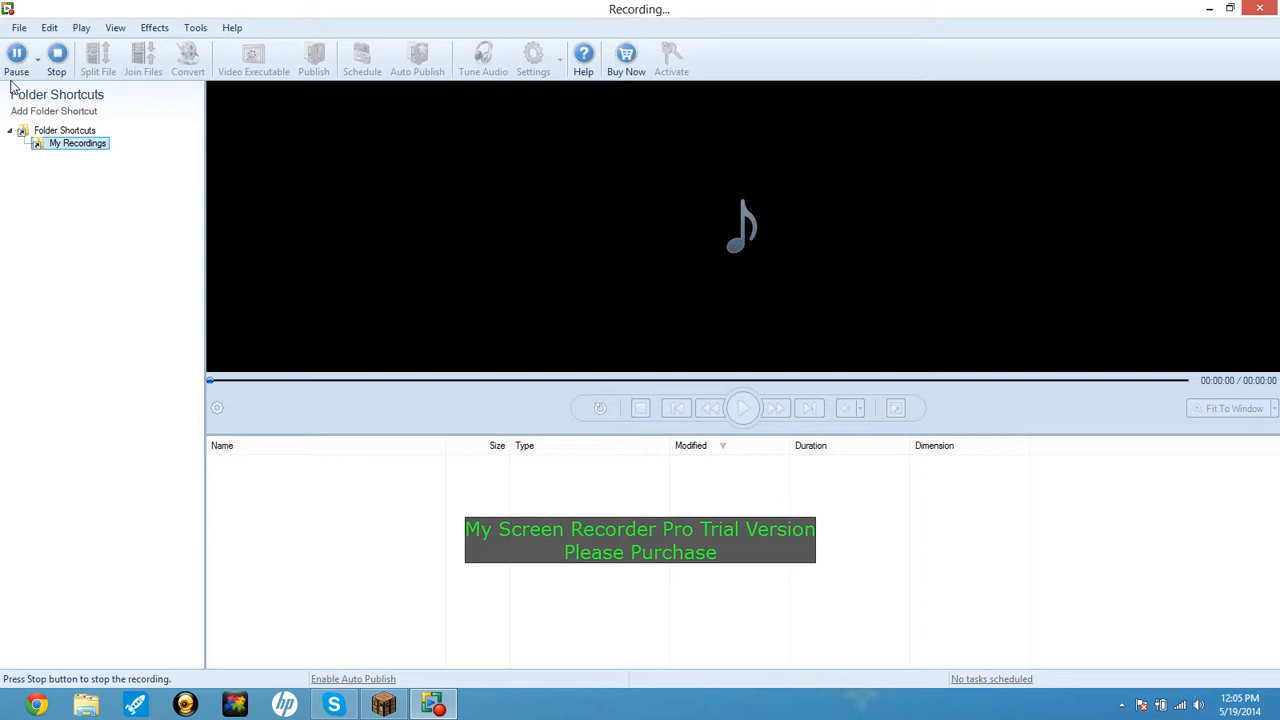 Recording...
File Edit Play View Effects Tools Help
Pause Stop Split File Join Files Convert Video Executable Publish Schedule Auto Publish Tune Audio Settings Help Buy Now Activate
Folder Shortcuts
Add Folder Shortcut
Folder Shortcuts
My Recordings
00:00:00 / 00:00:00
Fit To Window
Name Size Type Modified Duration Dimension
My Screen Recorder Pro Trial Version
Please Purchase
Press Stop button to stop the recording. Enable Auto Publish No tasks scheduled
hp S
12:05 PM
5/19/2014